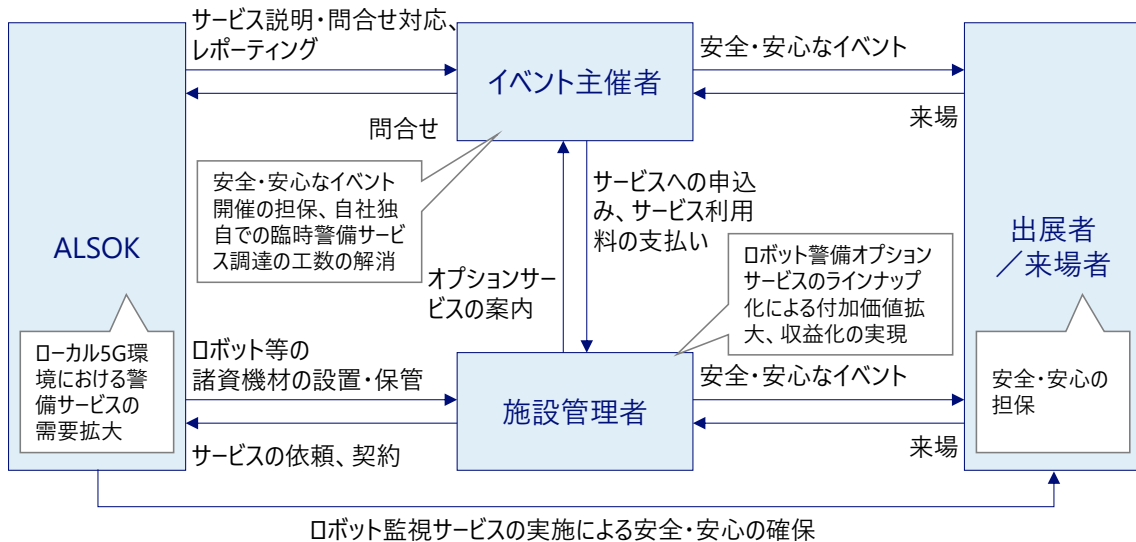 サービス説明・問合せ対応、
レポーティング
イベント主催者
安全・安心なイベント
来場
問合せ
安全・安心なイベント
開催の担保、自社独
自での臨時警備サービ
ス調達の工数の解消
サービスへの申込
み、サービス利用
料の支払い
オプションサー
ビスの案内
ロボット警備オプション
サービスのラインナップ
化による付加価値拡
大、収益化の実現
ALSOK
ローカル5G環
境における警
備サービスの
需要拡大
出展者
／来場者
安全・安心の
担保
ロボット等の
諸資機材の設置・保管
施設管理者
安全・安心なイベント
来場
サービスの依頼、契約
ロボット監視サービスの実施による安全・安心の確保